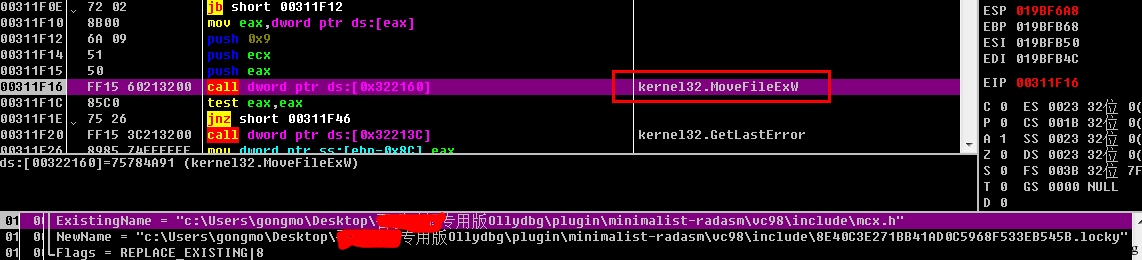 00311F0E 72 02 jb short 00311F12
00311F10 8B00 mov eax,dword ptr ds:[eax]
00311F12 6A 09 push 0x9
00311F14 51 push ecx
00311F15 50 push eax
00311F16 FF15 60213200 call dword ptr ds:[0x322160] kernel32.MoveFileExW
00311F1C 85C0 test eax,eax
00311F1E 75 26 jnz short 00311F46
00311F20 FF15 3C213200 call dword ptr ds:[0x32213C] kernel32.GetLastError
00311F26 mov dword ptr ss:[ebp-0x8C],eax
ds:[00322160]=75784A91 (kernel32.MoveFileExW)
ESP 019BF6A8
EBP 019BFB68
ESI 019BFB50
EDI 019BFB4C
EIP 00311F16
C 0 ES 0023 32位 0(
P 0 CS 001B 32位 0(
A 1 SS 0023 32位 0(
Z 0 DS 0023 32位 0(
S 0 FS 003B 32位 7F
T 0 GS 0000 NULL
D 0
01 ExistingName = "c:\Users\gongmo\Desktop\专用版Ollydbg\plugin\minimalist-radasm\vc98\include\mcx.h"
01 NewName = "c:\Users\gongmo\Desktop\专用版Ollydbg\plugin\minimalist-radasm\vc98\include\8E40C3E271BB41AD0C5968F533EB545B.locky"
01 Flags = REPLACE_EXISTING|8